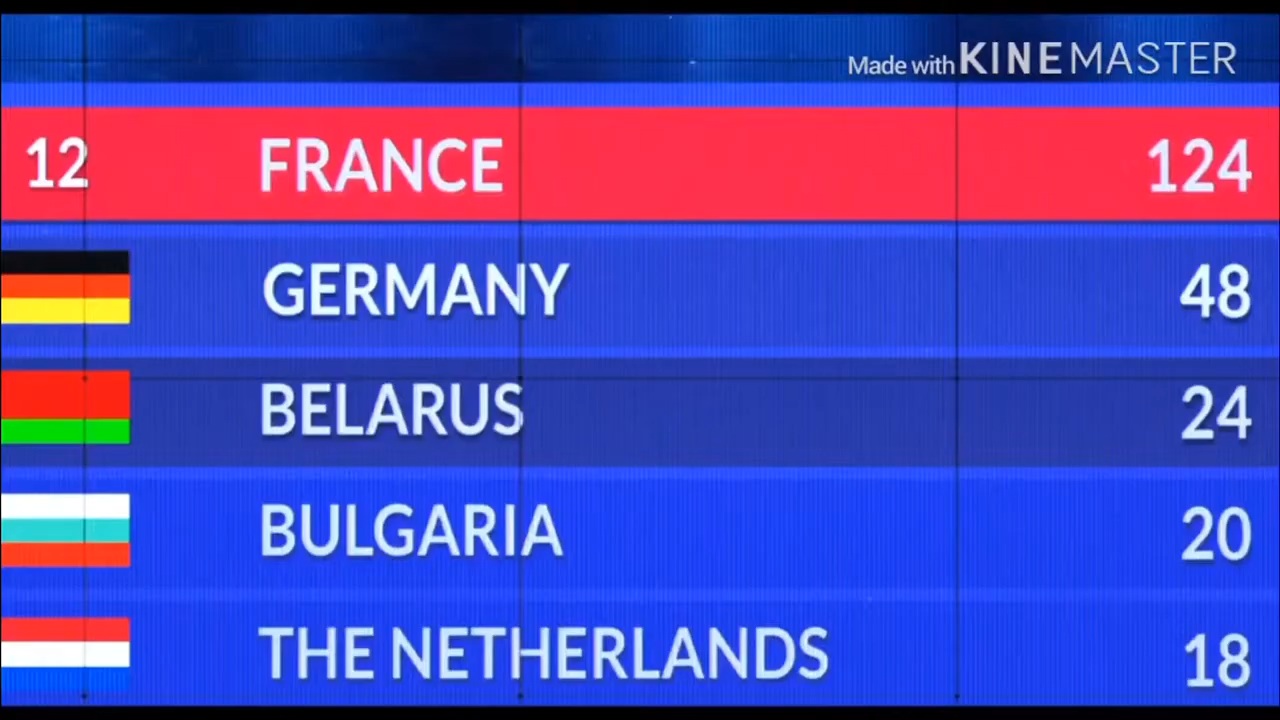 Made with KINEMASTER
12 FRANCE 124
GERMANY 48
BELARUS 24
BULGARIA 20
THE NETHERLANDS 18